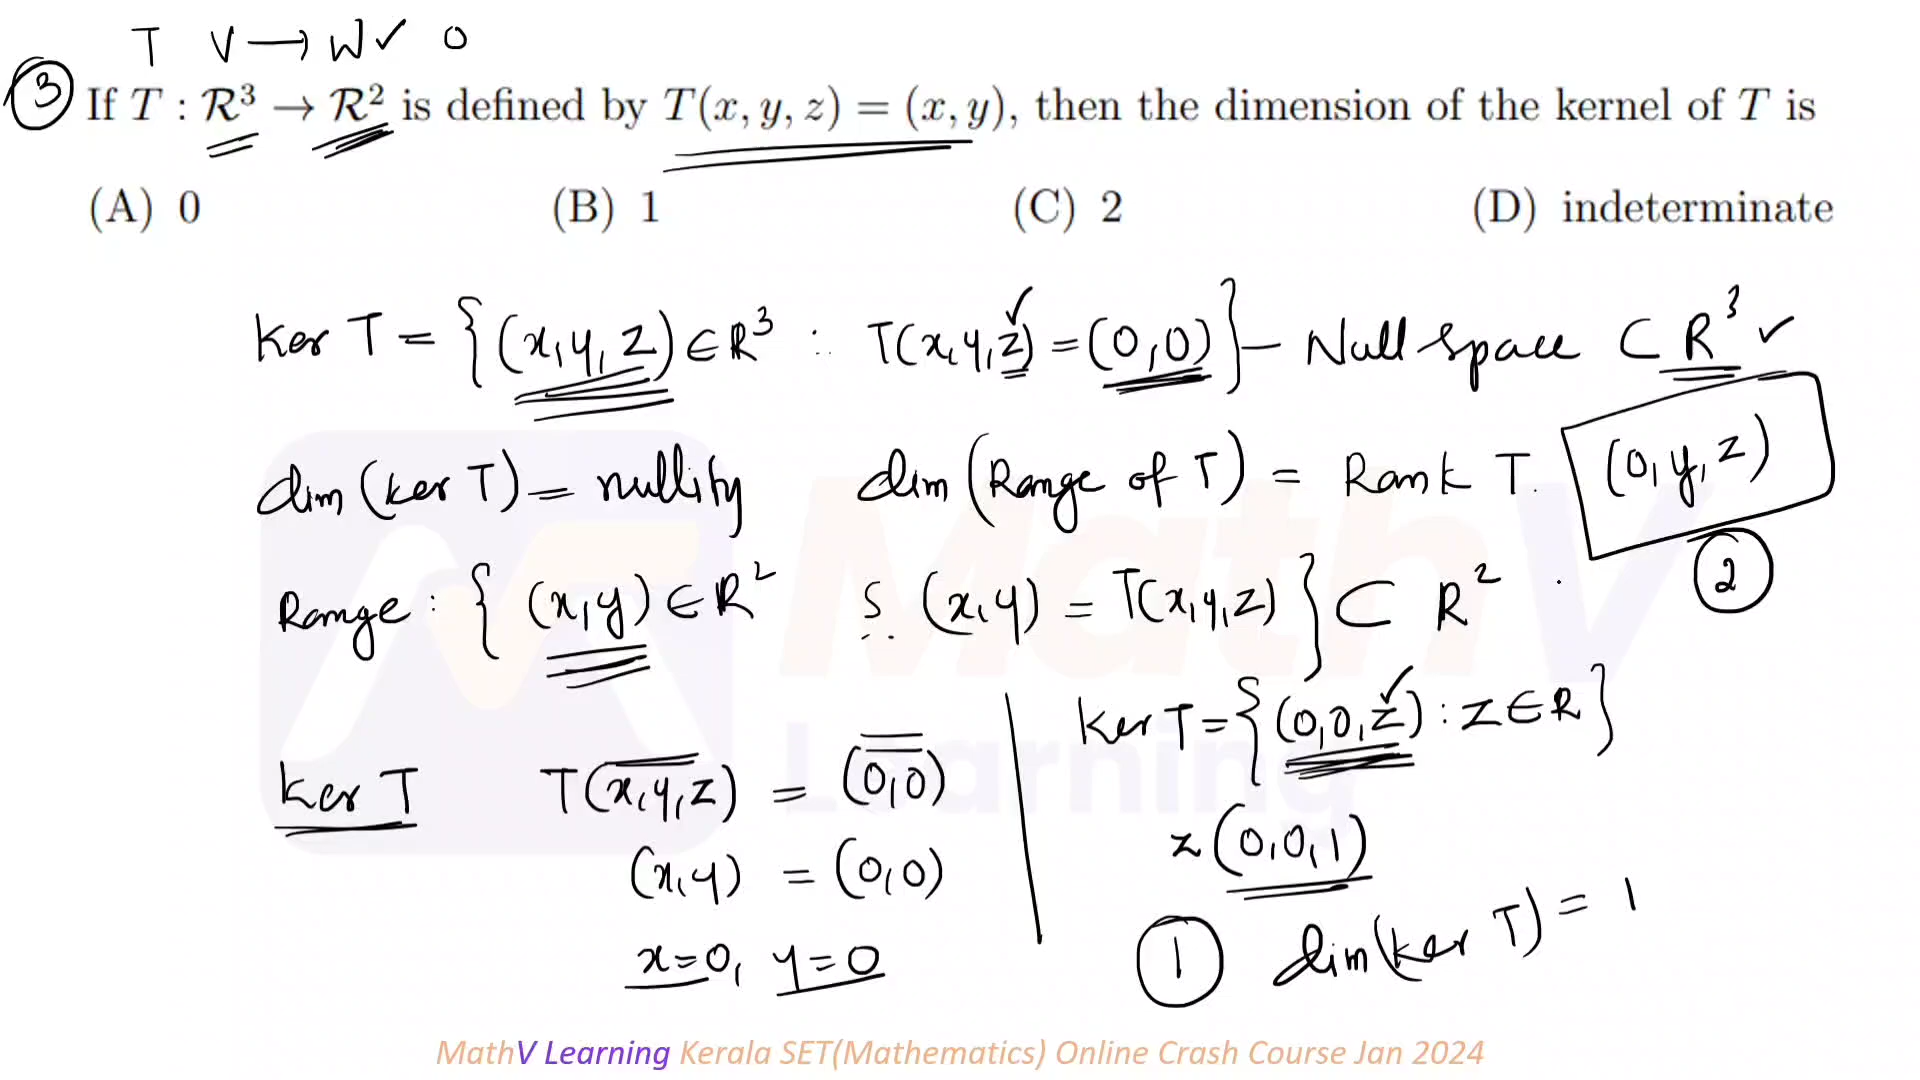 T V → W ✓ 0
③ If T : R³ → R² is defined by T(x, y, z) = (x, y), then the dimension of the kernel of T is
(A) 0 (B) 1 (C) 2 (D) indeterminate
Ker T = {(x,y,z) ∈ R³ : T(x,y,z) = (0,0)} – Null space ⊂ R³ ✓
dim (ker T) = nullity dim (Range of T) = Rank T. (0,y,z)
②
Range : { (x,y) ∈ R² S. (x,y) = T(x,y,z) } ⊂ R²
Ker T = {(0,0,z) : z ∈ R}
Ker T T(x,y,z) = (0,0)
z(0,0,1)
(x,y) = (0,0)
① dim(ker T) = 1
x=0, y=0
MathV Learning
MathV Learning Kerala SET(Mathematics) Online Crash Course Jan 2024